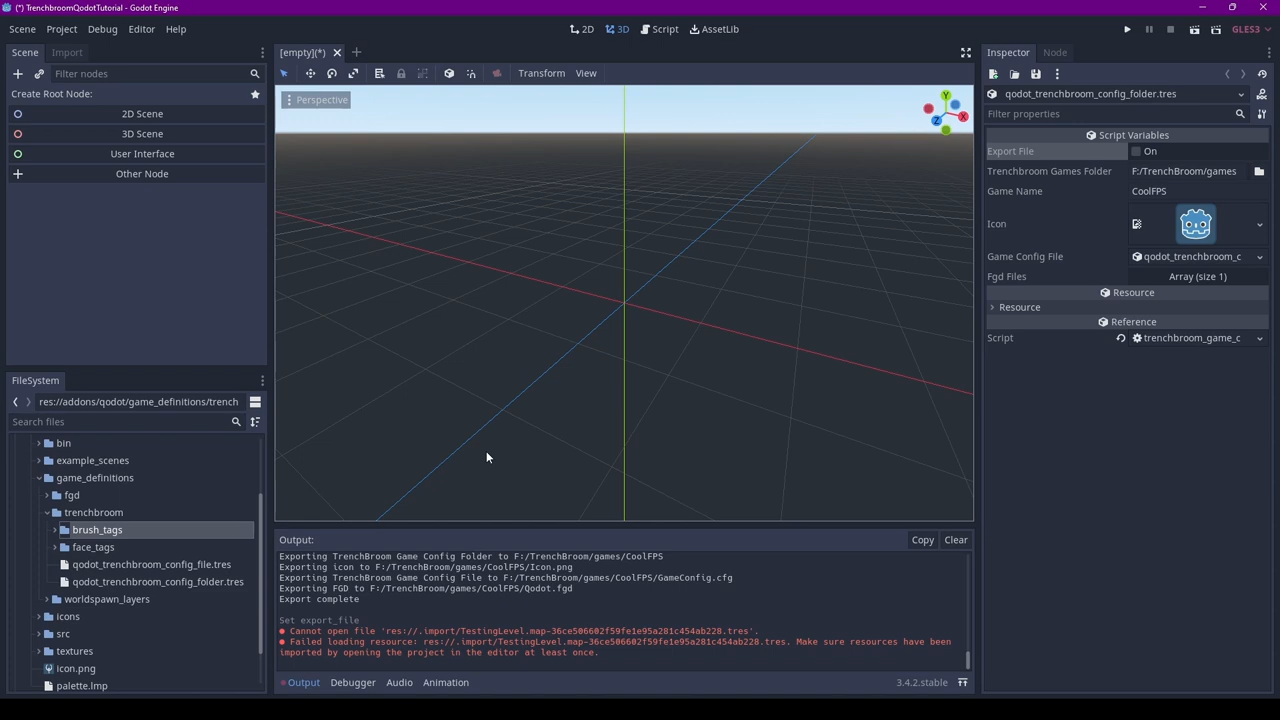 (*) TrenchbroomQodotTutorial - Godot Engine
Scene Project Debug Editor Help
2D 3D Script AssetLib
GLES3
Scene Import
Filter nodes
Create Root Node:
2D Scene
3D Scene
User Interface
Other Node
[empty](*)
Transform View
Perspective
Y
X
Z
FileSystem
res://addons/qodot/game_definitions/trench
Search files
bin
example_scenes
game_definitions
fgd
trenchbroom
brush_tags
face_tags
qodot_trenchbroom_config_file.tres
qodot_trenchbroom_config_folder.tres
worldspawn_layers
icons
src
textures
icon.png
palette.lmp
Output:
Copy Clear
Exporting TrenchBroom Game Config Folder to F:/TrenchBroom/games/CoolFPS
Exporting icon to F:/TrenchBroom/games/CoolFPS/Icon.png
Exporting TrenchBroom Game Config File to F:/TrenchBroom/games/CoolFPS/GameConfig.cfg
Exporting FGD to F:/TrenchBroom/games/CoolFPS/Qodot.fgd
Export complete
Set export_file
Cannot open file 'res://.import/TestingLevel.map-36ce506602f59fe1e95a281c454ab228.tres'.
Failed loading resource: res://.import/TestingLevel.map-36ce506602f59fe1e95a281c454ab228.tres. Make sure resources have been
imported by opening the project in the editor at least once.
Output Debugger Audio Animation
3.4.2.stable
Inspector Node
qodot_trenchbroom_config_folder.tres
Filter properties
Script Variables
Export File On
Trenchbroom Games Folder F:/TrenchBroom/games
Game Name CoolFPS
Icon
Game Config File qodot_trenchbroom_c
Fgd Files Array (size 1)
Resource
Resource
Reference
Script trenchbroom_game_c